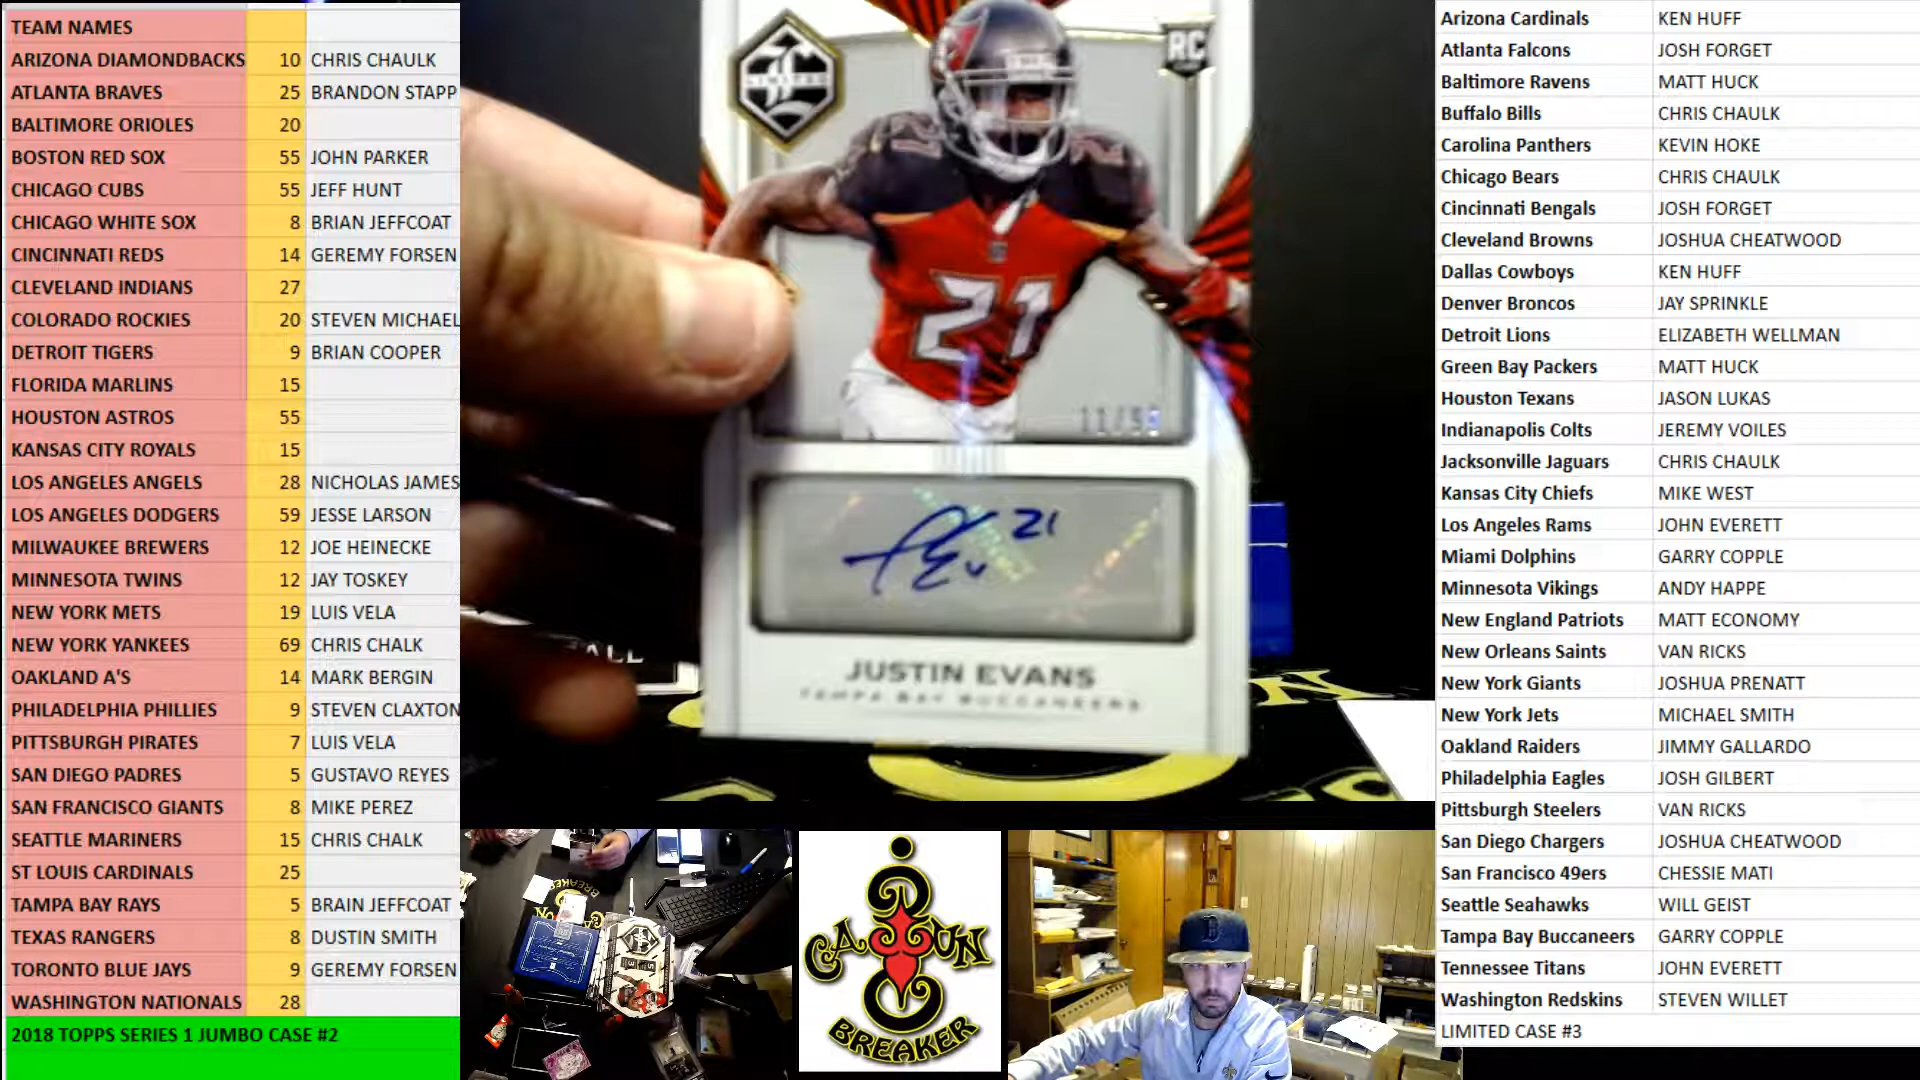 TEAM NAMES
ARIZONA DIAMONDBACKS 10 CHRIS CHAULK
ATLANTA BRAVES 25 BRANDON STAPP
BALTIMORE ORIOLES 20
BOSTON RED SOX 55 JOHN PARKER
CHICAGO CUBS 55 JEFF HUNT
CHICAGO WHITE SOX 8 BRIAN JEFFCOAT
CINCINNATI REDS 14 GEREMY FORSEN
CLEVELAND INDIANS 27
COLORADO ROCKIES 20 STEVEN MICHAEL
DETROIT TIGERS 9 BRIAN COOPER
FLORIDA MARLINS 15
HOUSTON ASTROS 55
KANSAS CITY ROYALS 15
LOS ANGELES ANGELS 28 NICHOLAS JAMES
LOS ANGELES DODGERS 59 JESSE LARSON
MILWAUKEE BREWERS 12 JOE HEINECKE
MINNESOTA TWINS 12 JAY TOSKEY
NEW YORK METS 19 LUIS VELA
NEW YORK YANKEES 69 CHRIS CHALK
OAKLAND A'S 14 MARK BERGIN
PHILADELPHIA PHILLIES 9 STEVEN CLAXTON
PITTSBURGH PIRATES 7 LUIS VELA
SAN DIEGO PADRES 5 GUSTAVO REYES
SAN FRANCISCO GIANTS 8 MIKE PEREZ
SEATTLE MARINERS 15 CHRIS CHALK
ST LOUIS CARDINALS 25
TAMPA BAY RAYS 5 BRAIN JEFFCOAT
TEXAS RANGERS 8 DUSTIN SMITH
TORONTO BLUE JAYS 9 GEREMY FORSEN
WASHINGTON NATIONALS 28
2018 TOPPS SERIES 1 JUMBO CASE #2
LIMITED
RC
21
21
JUSTIN EVANS
TAMPA BAY BUCCANEERS
CAJUN
BREAKER
Arizona Cardinals KEN HUFF
Atlanta Falcons JOSH FORGET
Baltimore Ravens MATT HUCK
Buffalo Bills CHRIS CHAULK
Carolina Panthers KEVIN HOKE
Chicago Bears CHRIS CHAULK
Cincinnati Bengals JOSH FORGET
Cleveland Browns JOSHUA CHEATWOOD
Dallas Cowboys KEN HUFF
Denver Broncos JAY SPRINKLE
Detroit Lions ELIZABETH WELLMAN
Green Bay Packers MATT HUCK
Houston Texans JASON LUKAS
Indianapolis Colts JEREMY VOILES
Jacksonville Jaguars CHRIS CHAULK
Kansas City Chiefs MIKE WEST
Los Angeles Rams JOHN EVERETT
Miami Dolphins GARRY COPPLE
Minnesota Vikings ANDY HAPPE
New England Patriots MATT ECONOMY
New Orleans Saints VAN RICKS
New York Giants JOSHUA PRENATT
New York Jets MICHAEL SMITH
Oakland Raiders JIMMY GALLARDO
Philadelphia Eagles JOSH GILBERT
Pittsburgh Steelers VAN RICKS
San Diego Chargers JOSHUA CHEATWOOD
San Francisco 49ers CHESSIE MATI
Seattle Seahawks WILL GEIST
Tampa Bay Buccaneers GARRY COPPLE
Tennessee Titans JOHN EVERETT
Washington Redskins STEVEN WILLET
LIMITED CASE #3